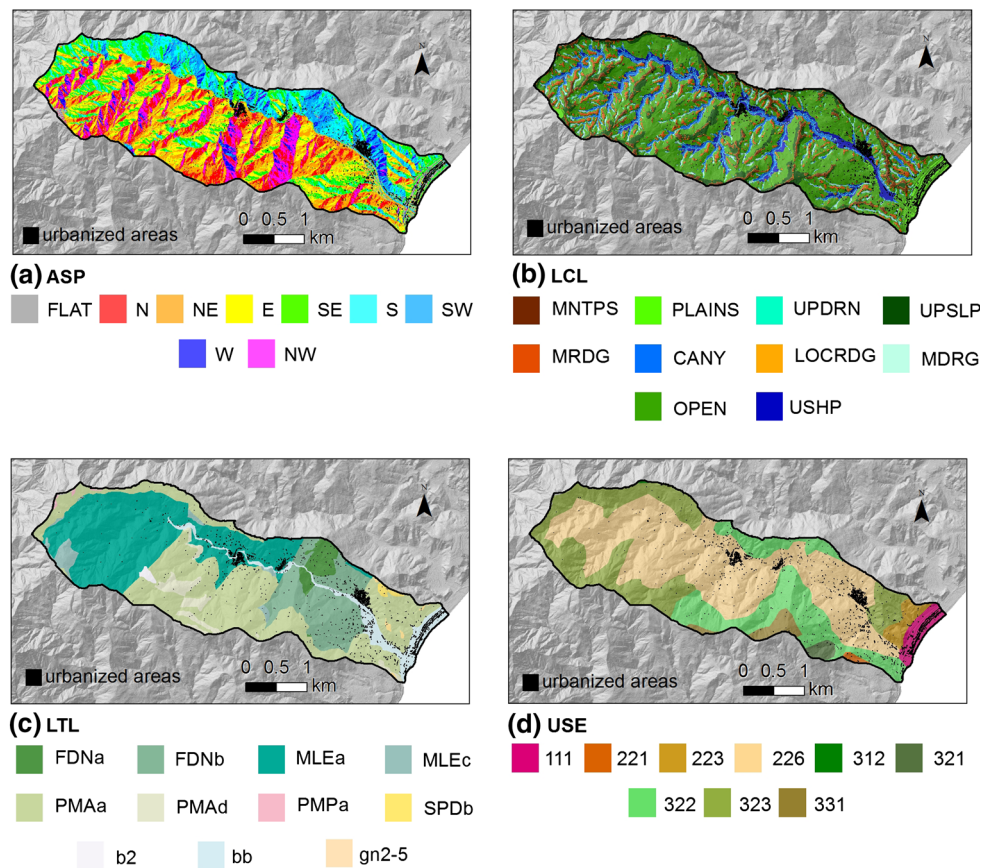 N
N
0 0.5 1
km
urbanized areas
0 0.5 1
km
urbanized areas
(a) ASP
(b) LCL
FLAT N NE E SE S SW
W NW
MNTPS PLAINS UPDRN UPSLP
MRDG CANY LOCRDG MDRG
OPEN USHP
N
N
0 0.5 1
km
urbanized areas
0 0.5 1
km
urbanized areas
(c) LTL
(d) USE
FDNa FDNb MLEa MLEc
PMAa PMAd PMPa SPDb
b2 bb gn2-5
111 221 223 226 312 321
322 323 331